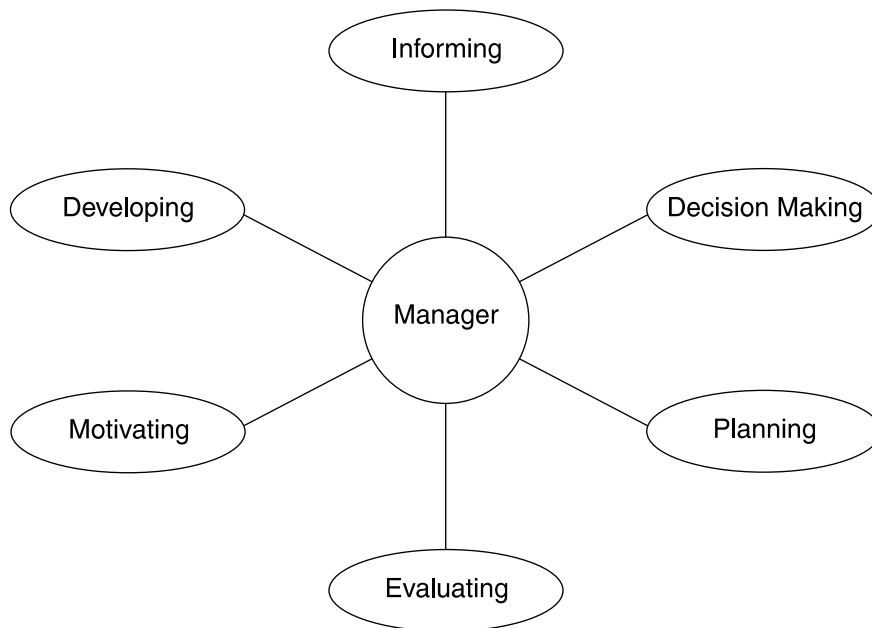 Informing
Developing
Decision Making
Manager
Motivating
Planning
Evaluating